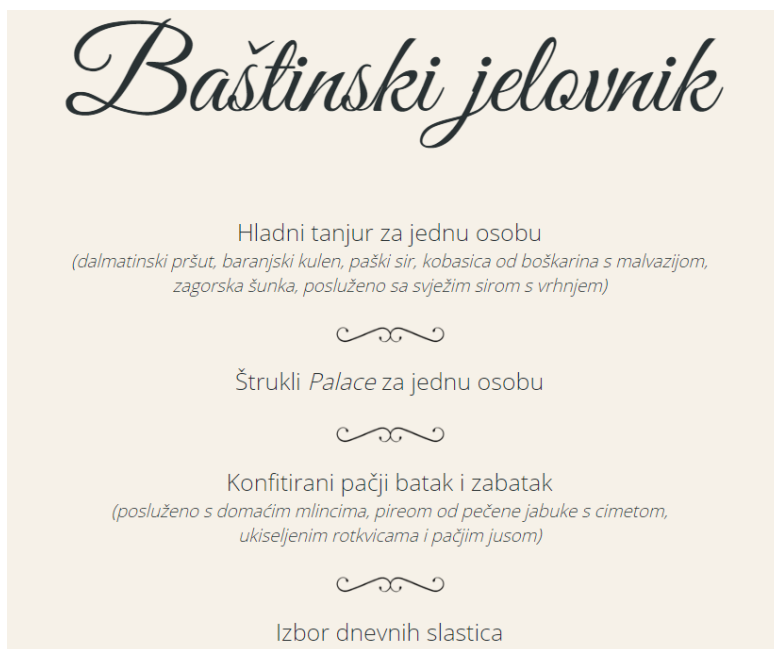 Baštinski jelovnik
Hladni tanjur za jednu osobu
(dalmatinski pršut, baranjski kulen, paški sir, kobasica od boškarina s malvazijom,
zagorska šunka, posluženo sa svježim sirom s vrhnjem)
Štrukli Palace za jednu osobu
Konfitirani pačji batak i zabatak
(posluženo s domaćim mlincima, pireom od pečene jabuke s cimetom,
ukiseljenim rotkvicama i pačjim jusom)
Izbor dnevnih slastica